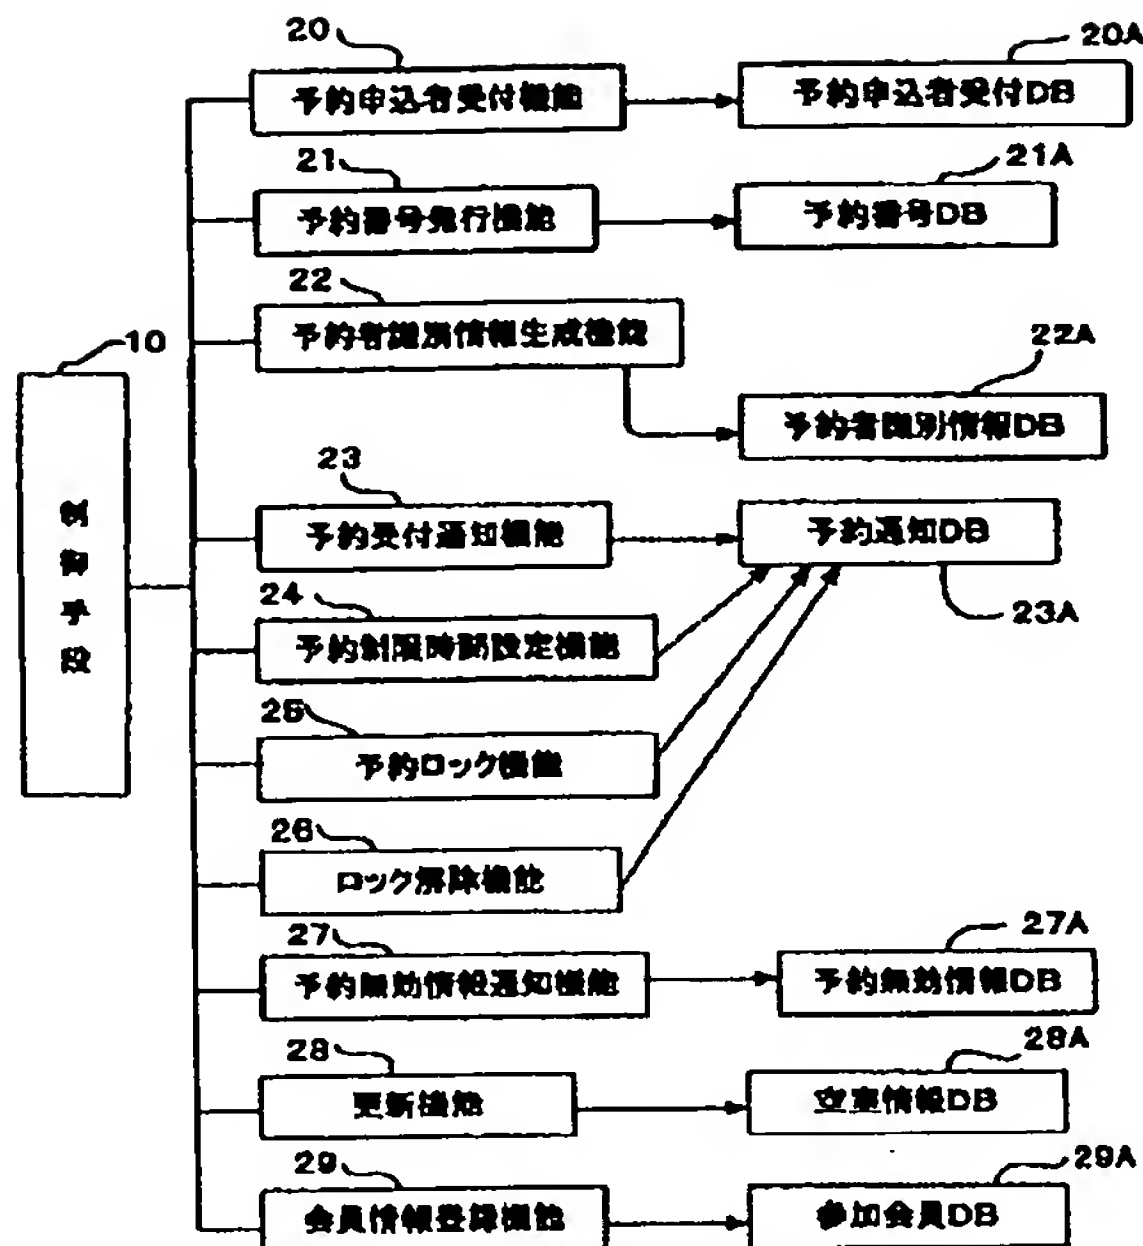 20
20A
予約申込者受付機能
予約申込者受付DB
21
21A
予約番号発行機能
予約番号DB
22
予約者識別情報生成機能
22A
予約者識別情報DB
10
制御手段
23
予約受付通知機能
予約通知DB
23A
24
予約制限時間設定機能
25
予約ロック機能
26
ロック解除機能
27
27A
予約無効情報通知機能
予約無効情報DB
28
28A
更新機能
空室情報DB
29
29A
会員情報登録機能
参加会員DB